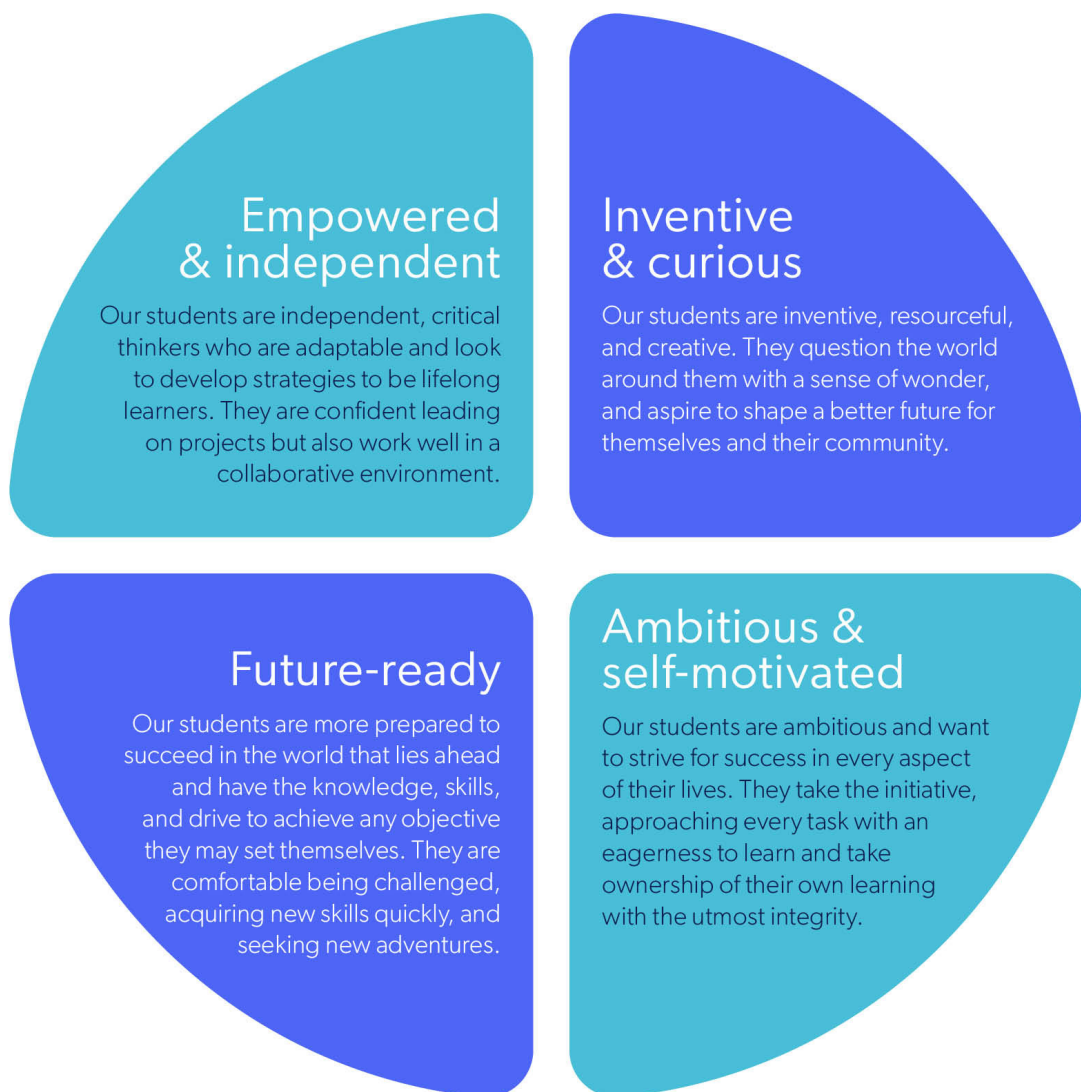 Empowered
& independent
Our students are independent, critical
thinkers who are adaptable and look
to develop strategies to be lifelong
learners. They are confident leading
on projects but also work well in a
collaborative environment.
Inventive
& curious
Our students are inventive, resourceful,
and creative. They question the world
around them with a sense of wonder,
and aspire to shape a better future for
themselves and their community.
Future-ready
Our students are more prepared to
succeed in the world that lies ahead
and have the knowledge, skills,
and drive to achieve any objective
they may set themselves. They are
comfortable being challenged,
acquiring new skills quickly, and
seeking new adventures.
Ambitious &
self-motivated
Our students are ambitious and want
to strive for success in every aspect
of their lives. They take the initiative,
approaching every task with an
eagerness to learn and take
ownership of their own learning
with the utmost integrity.